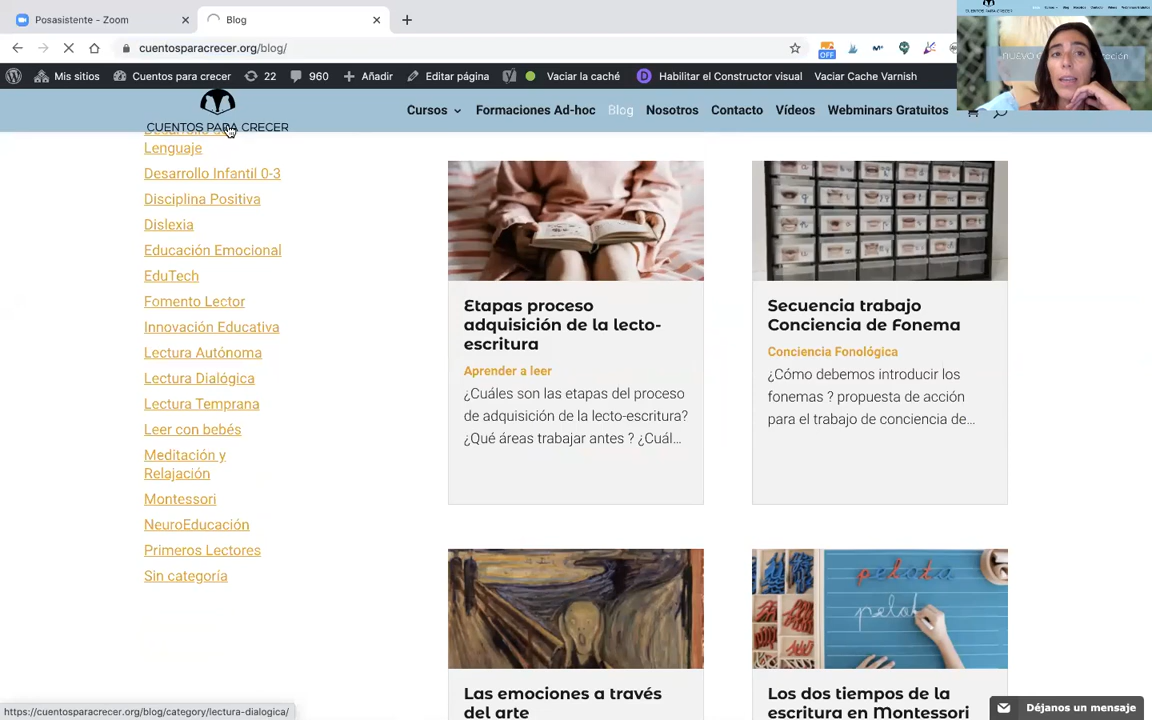 Posasistente - Zoom
Blog
cuentosparacrecer.org/blog/
OFF
Mis sitios
Cuentos para crecer
22
960
Añadir
Editar página
Vaciar la caché
Habilitar el Constructor visual
Vaciar Cache Varnish
CUENTOS PARA CRECER
Cursos
Formaciones Ad-hoc
Blog
Nosotros
Contacto
Vídeos
Webminars Gratuitos
Lenguaje
Desarrollo Infantil 0-3
Disciplina Positiva
Dislexia
Educación Emocional
EduTech
Fomento Lector
Innovación Educativa
Lectura Autónoma
Lectura Dialógica
Lectura Temprana
Leer con bebés
Meditación y
Relajación
Montessori
NeuroEducación
Primeros Lectores
Sin categoría
Etapas proceso
adquisición de la lecto-
escritura
Aprender a leer
¿Cuáles son las etapas del proceso
de adquisición de la lecto-escritura?
¿Qué áreas trabajar antes ? ¿Cuál...
Secuencia trabajo
Conciencia de Fonema
Conciencia Fonológica
¿Cómo debemos introducir los
fonemas ? propuesta de acción
para el trabajo de conciencia de...
Las emociones a través
del arte
Los dos tiempos de la
escritura en Montessori
Déjanos un mensaje
https://cuentosparacrecer.org/blog/category/lectura-dialogica/